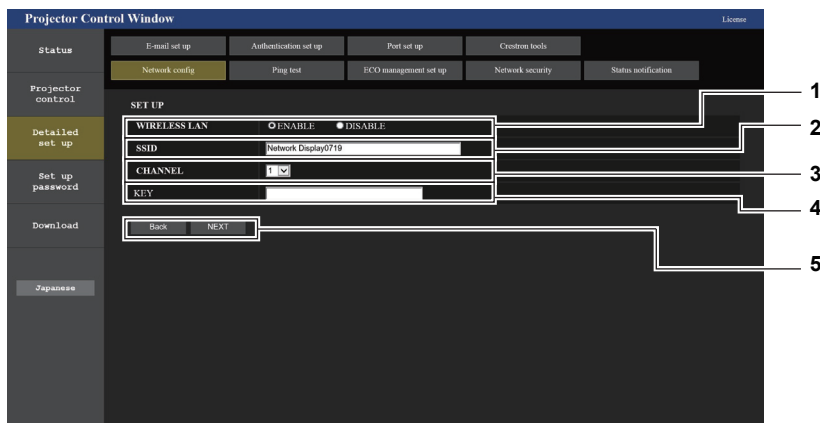 Projector Control Window
License
Status
Projector
control
Detailed
set up
Set up
password
Download
Japanese
E-mail set up
Authentication set up
Port set up
Crestron tools
Network config
Ping test
ECO management set up
Network security
Status notification
SET UP
WIRELESS LAN ENABLE DISABLE
SSID Network Display0719
CHANNEL 1
KEY
Back NEXT
1
2
3
4
5